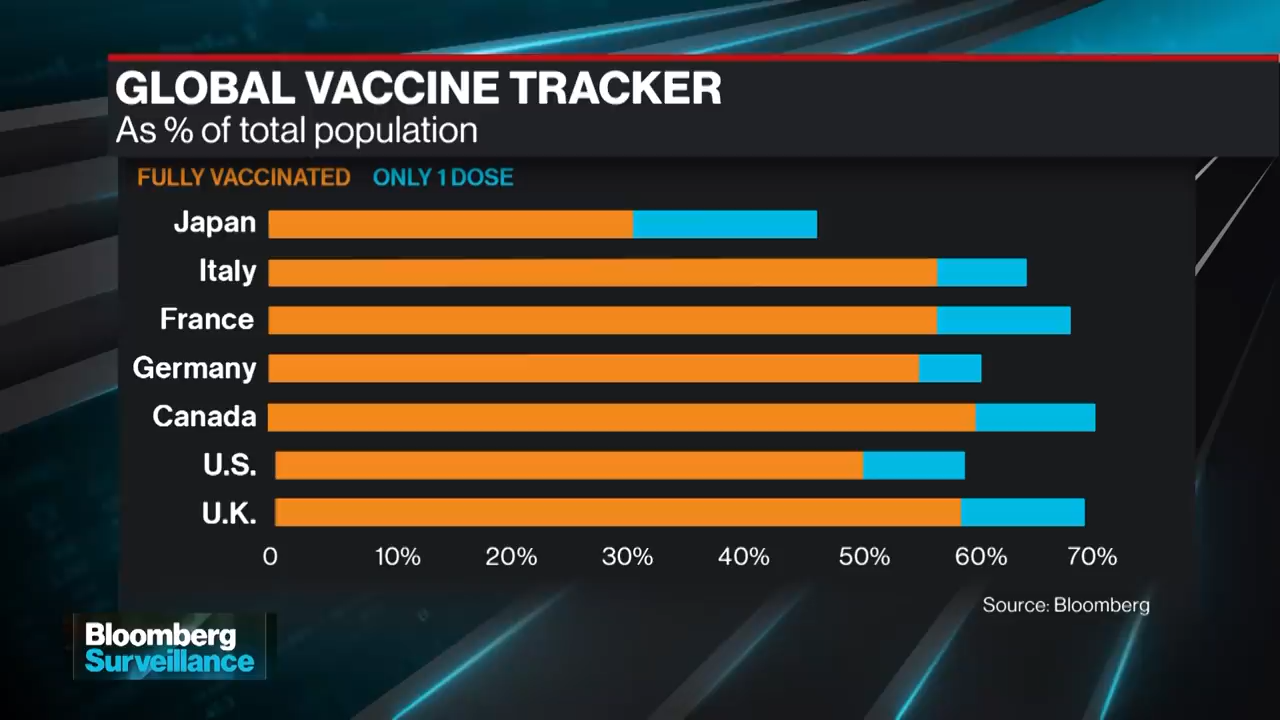 GLOBAL VACCINE TRACKER
As % of total population
FULLY VACCINATED ONLY 1 DOSE
Japan
Italy
France
Germany
Canada
U.S.
U.K.
0 10% 20% 30% 40% 50% 60% 70%
Source: Bloomberg
Bloomberg
Surveillance